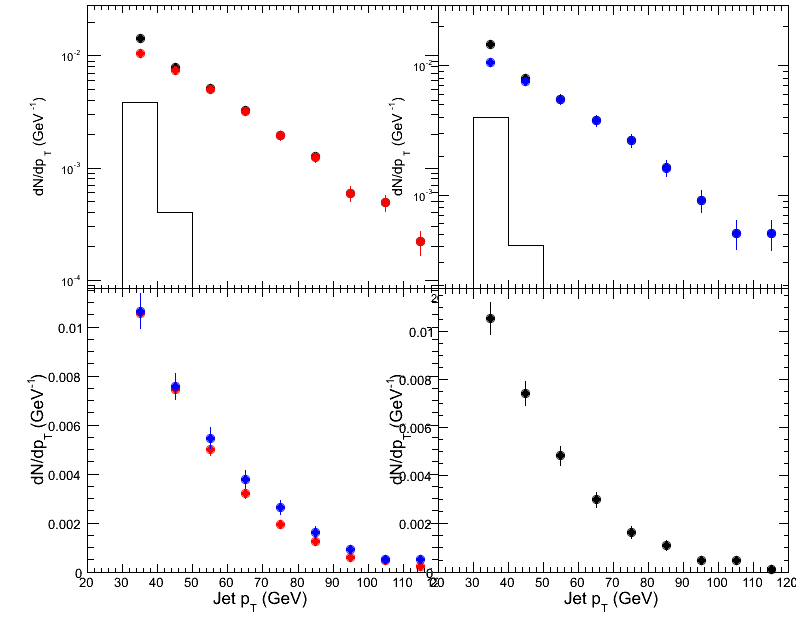 10^-2
10^-3
10^-4
dN/dp_T (GeV^-1)
10^-2
10^-3
dN/dp_T (GeV^-1)
0.01
0.008
0.006
0.004
0.002
0
dN/dp_T (GeV^-1)
20 30 40 50 60 70 80 90 100 110
Jet p_T (GeV)
0.01
0.008
0.006
0.004
0.002
0
dN/dp_T (GeV^-1)
30 40 50 60 70 80 90 100 110 120
Jet p_T (GeV)